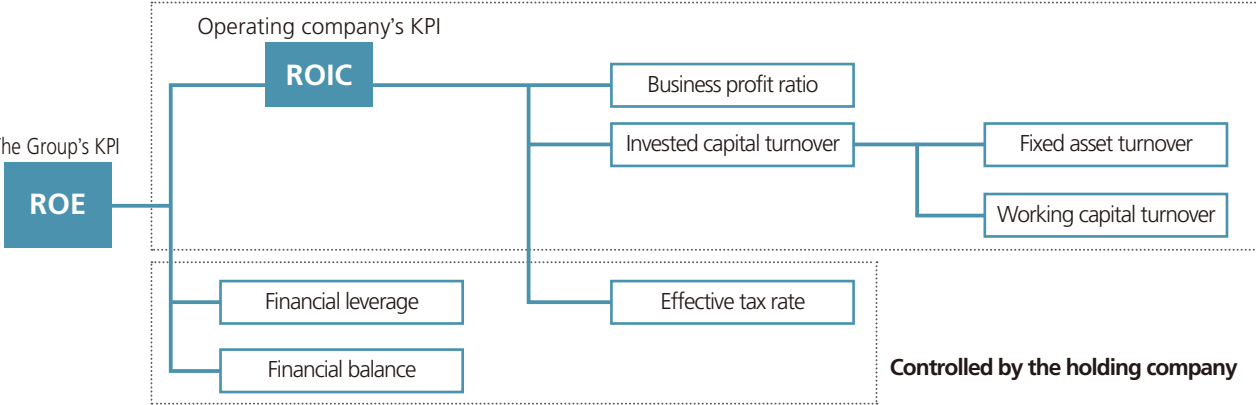 Operating company’s KPI
ROIC
Business profit ratio
Invested capital turnover
Fixed asset turnover
Working capital turnover
he Group’s KPI
ROE
Financial leverage
Effective tax rate
Financial balance
Controlled by the holding company